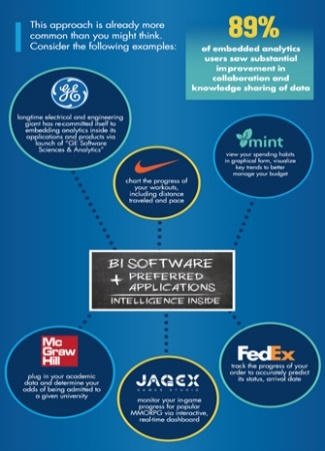 This approach is already more
common than you might think.
Consider the following examples:
89%
of embedded analytics
users saw substantial
improvement in
collaboration and
knowledge sharing of data
GE
longtime electrical and engineering
giant has re-committed itself to
embedding analytics inside its
applications and products via
launch of "GE Software
Sciences & Analytics"
chart the progress of
your workouts,
including distance
traveled and pace
mint
view your spending habits
in graphical form, visualize
key trends to better
manage your budget
BI SOFTWARE
+ PREFERRED
APPLICATIONS
INTELLIGENCE INSIDE
Mc
Graw
Hill
plug in your academic
data and determine your
odds of being admitted to
a given university
JAGEX
GAMES STUDIO
monitor your in-game
progress for popular
MMORPG via interactive,
real-time dashboard
FedEx
track the progress of your
order to accurately predict
its status, arrival date